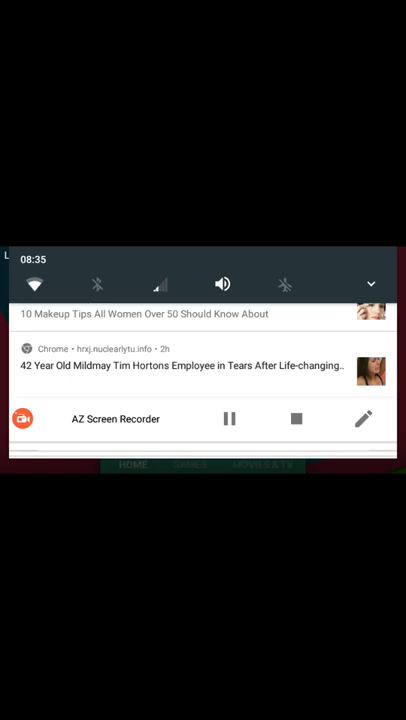 L
08:35
10 Makeup Tips All Women Over 50 Should Know About
Chrome • hrxj.nuclearlytu.info • 2h
42 Year Old Mildmay Tim Hortons Employee in Tears After Life-changing..
AZ Screen Recorder
HOME GAMES MOVIES & TV